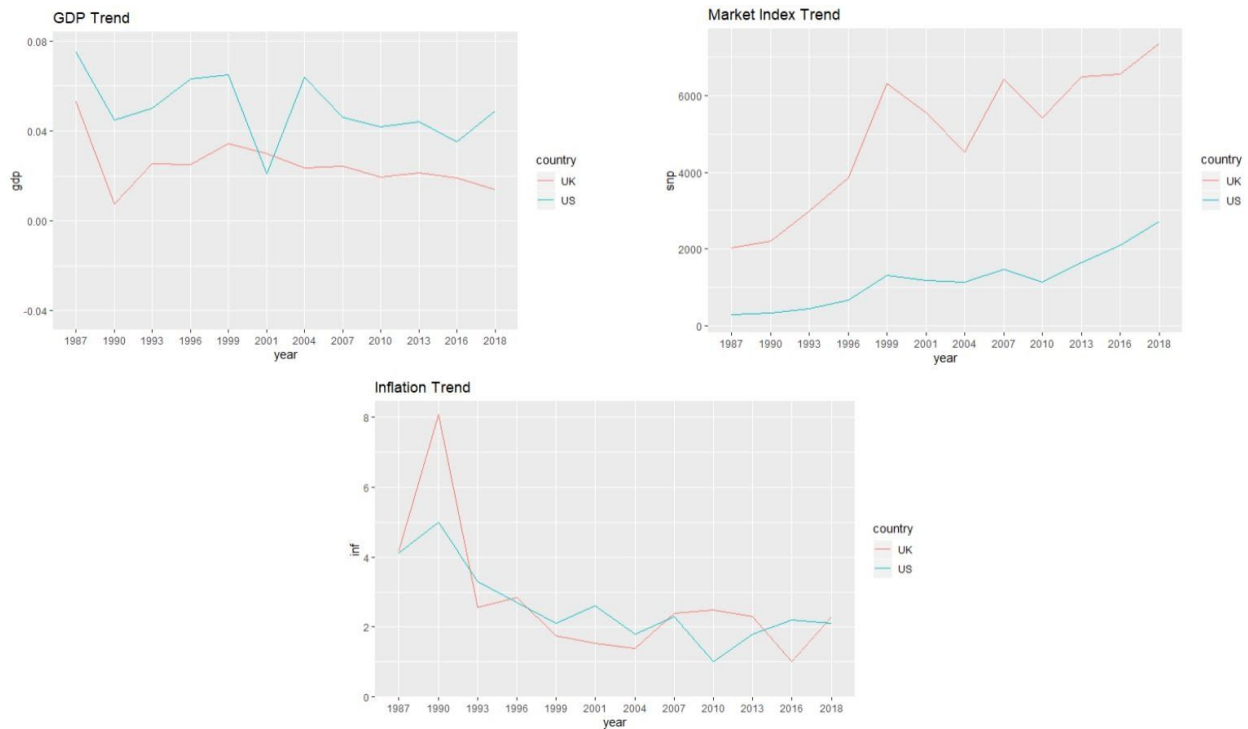 GDP Trend
0.08
0.04
0.00
-0.04
gdp
1987 1990 1993 1996 1999 2001 2004 2007 2010 2013 2016 2018
year
country
UK
US
Market Index Trend
6000
4000
2000
0
snp
1987 1990 1993 1996 1999 2001 2004 2007 2010 2013 2016 2018
year
country
UK
US
Inflation Trend
8
6
4
2
0
inf
1987 1990 1993 1996 1999 2001 2004 2007 2010 2013 2016 2018
year
country
UK
US